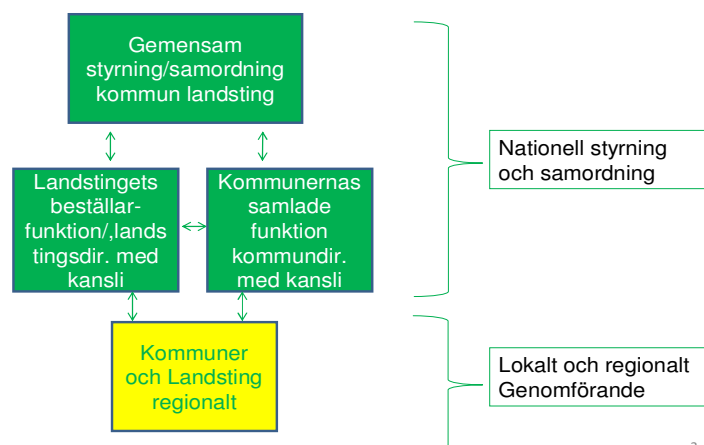 Gemensam
styrning/samordning
kommun landsting
Landstingets
beställar-
funktion/,lands
tingsdir. med
kansli
Kommunernas
samlade
funktion
kommundir.
med kansli
Nationell styrning
och samordning
Kommuner
och Landsting
regionalt
Lokalt och regionalt
Genomförande